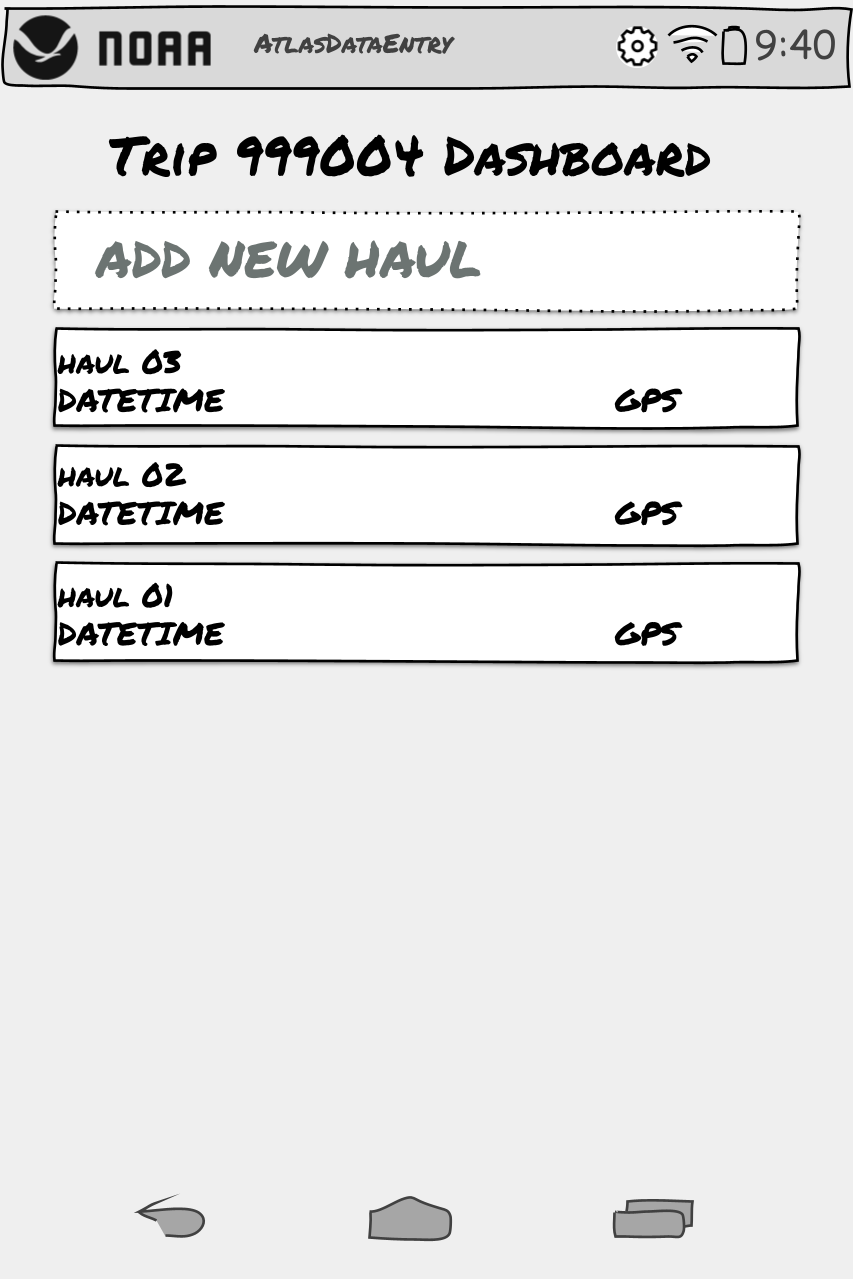 NOAA AtlasDataEntry 9:40
Trip 999004 Dashboard
ADD NEW HAUL
HAUL 03
DATETIME GPS
HAUL 02
DATETIME GPS
HAUL 01
DATETIME GPS